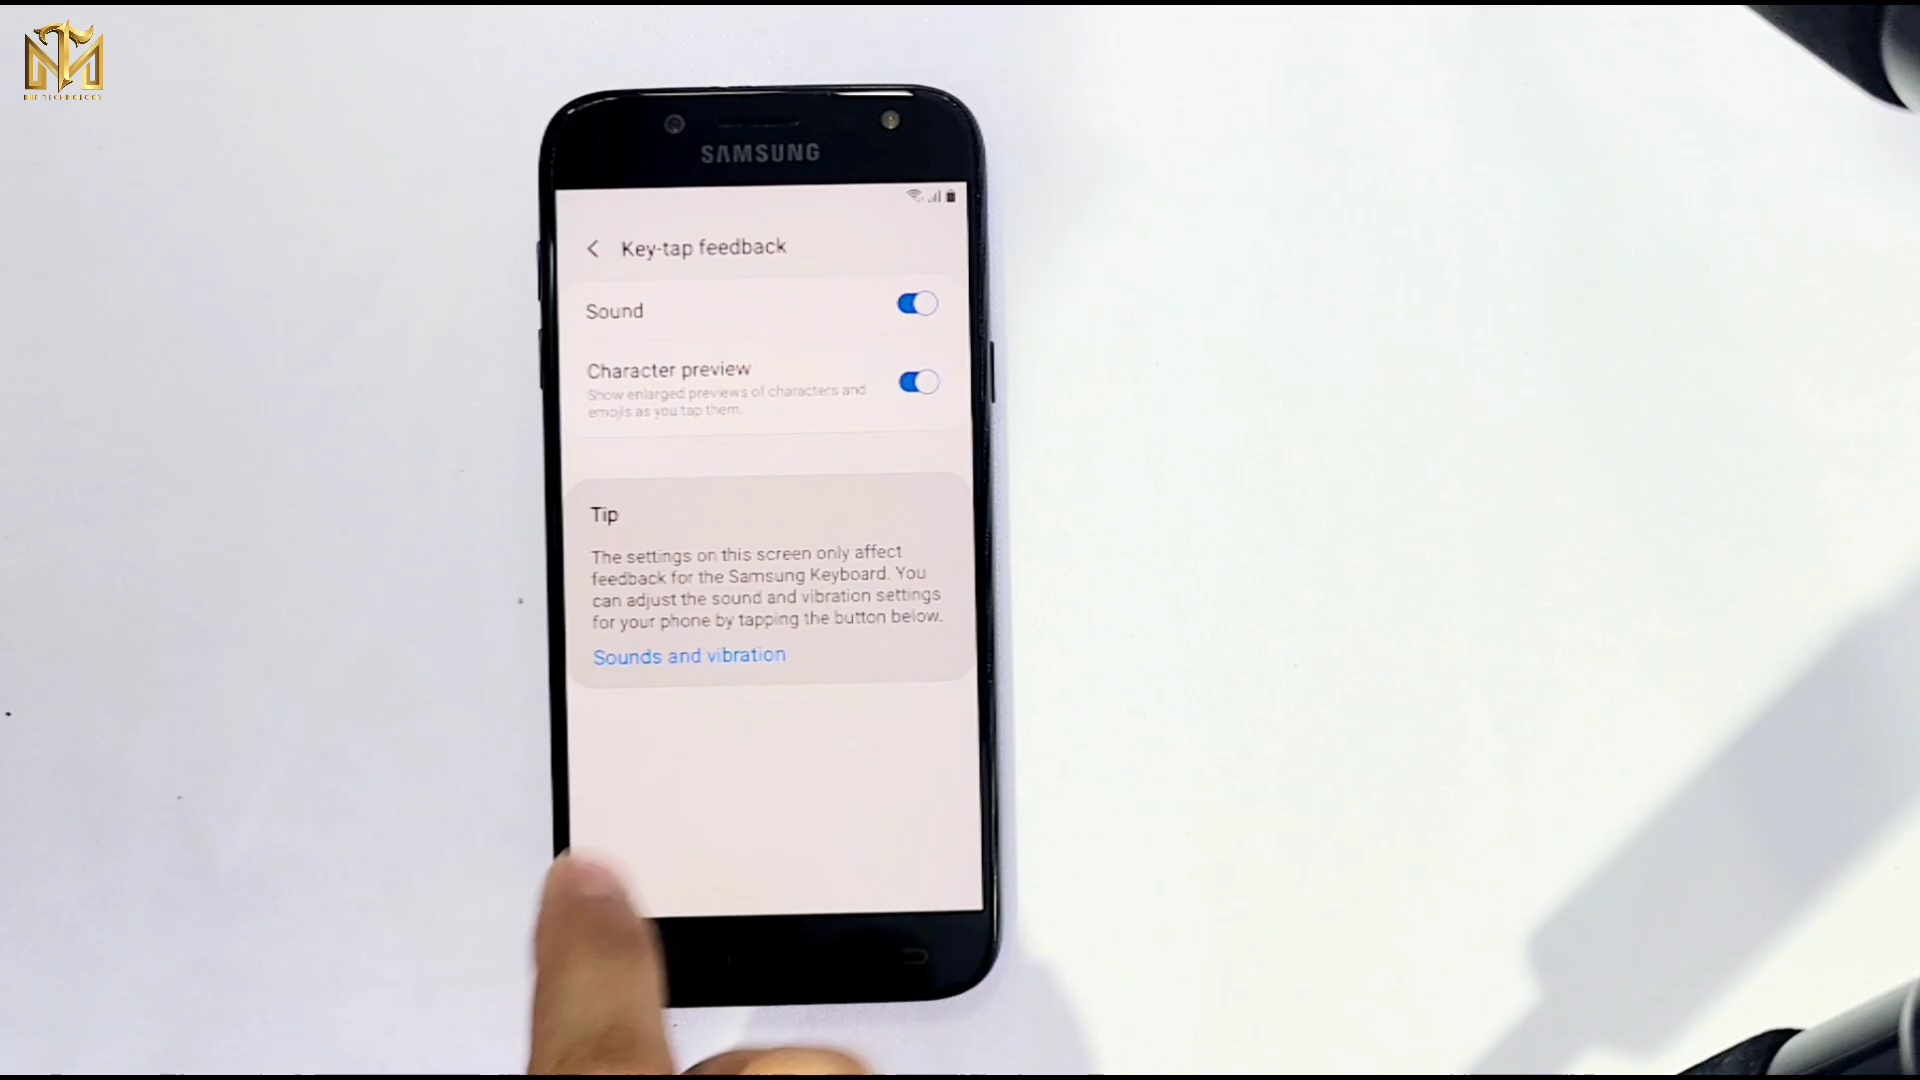 SAMSUNG
Key-tap feedback
Sound
Character preview
Show enlarged previews of characters and
emojis as you tap them.
Tip
The settings on this screen only affect
feedback for the Samsung Keyboard. You
can adjust the sound and vibration settings
for your phone by tapping the button below.
Sounds and vibration